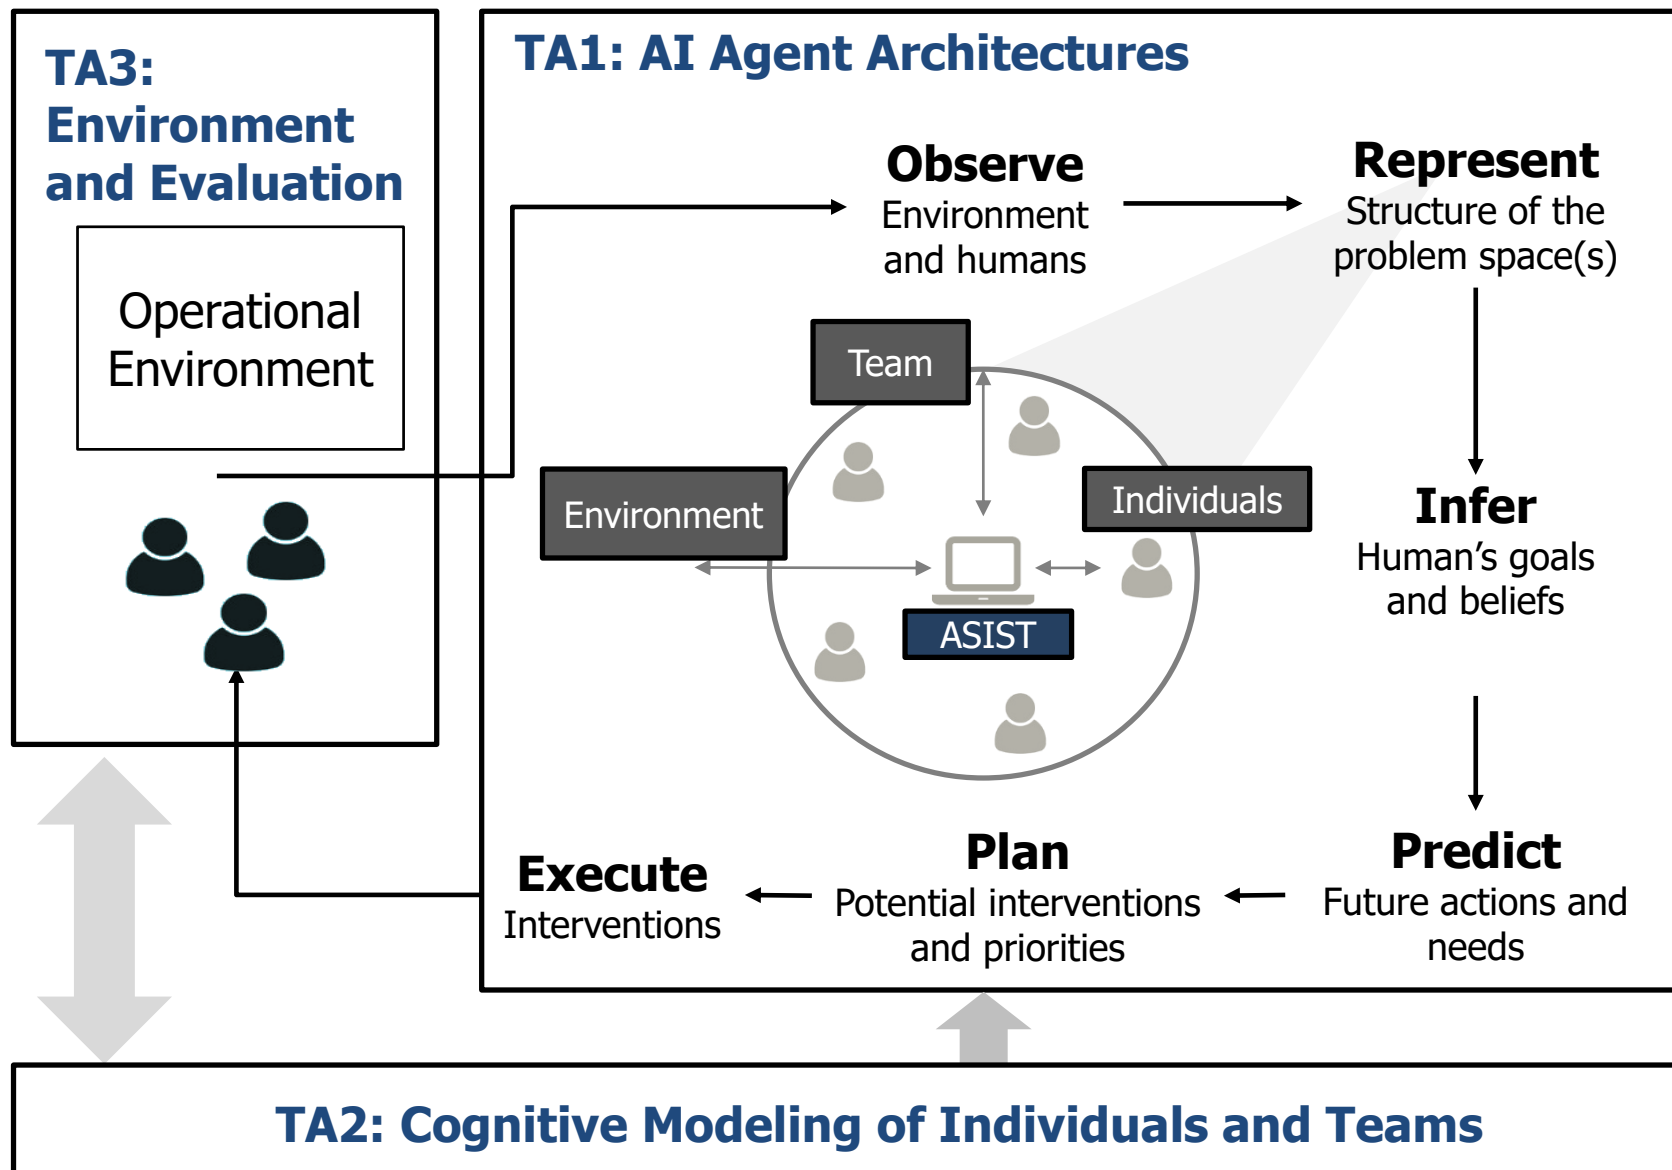 TA3:
Environment
and Evaluation
Operational
Environment
TA1: AI Agent Architectures
Observe
Environment
and humans
Represent
Structure of the
problem space(s)
Team
Environment
Individuals
ASIST
Infer
Human's goals
and beliefs
Predict
Future actions and
needs
Plan
Potential interventions
and priorities
Execute
Interventions
TA2: Cognitive Modeling of Individuals and Teams